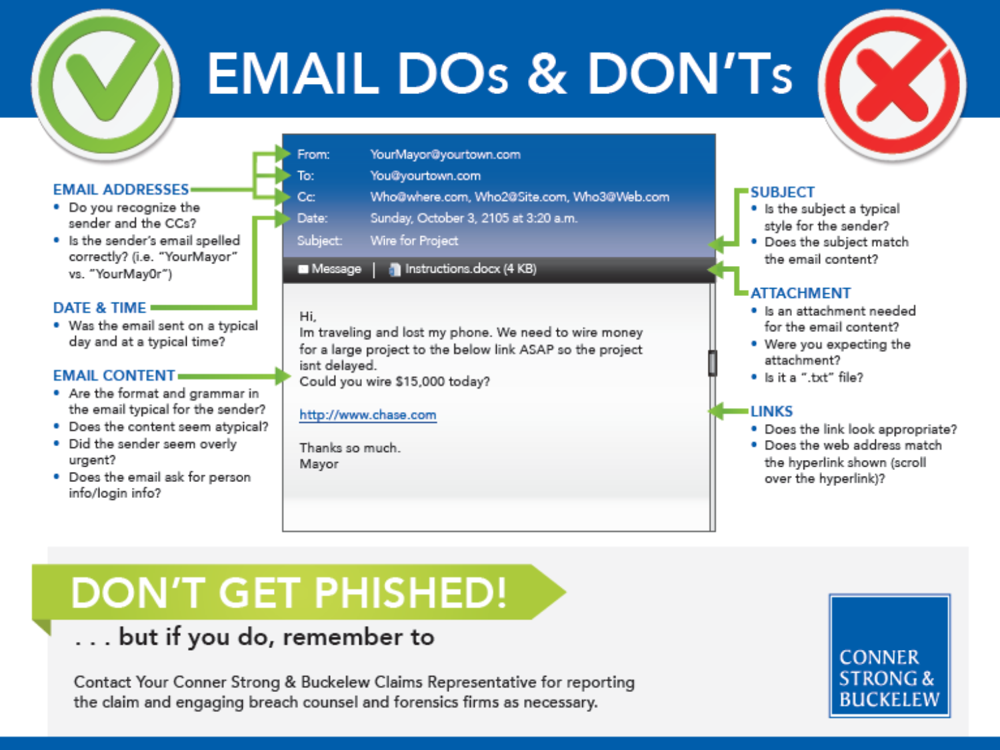 EMAIL DOs & DON'Ts
From: YourMayor@yourtown.com
To: You@yourtown.com
Cc: Who@where.com, Who2@Site.com, Who3@Web.com
Date: Sunday, October 3, 2105 at 3:20 a.m.
Subject: Wire for Project
Message | Instructions.docx (4 KB)
Hi,
Im traveling and lost my phone. We need to wire money
for a large project to the below link ASAP so the project
isnt delayed.
Could you wire $15,000 today?
http://www.chase.com
Thanks so much.
Mayor
EMAIL ADDRESSES
• Do you recognize the
sender and the CCs?
• Is the sender's email spelled
correctly? (i.e. "YourMayor"
vs. "YourMay0r")
DATE & TIME
• Was the email sent on a typical
day and at a typical time?
EMAIL CONTENT
• Are the format and grammar in
the email typical for the sender?
• Does the content seem atypical?
• Did the sender seem overly
urgent?
• Does the email ask for person
info/login info?
SUBJECT
• Is the subject a typical
style for the sender?
• Does the subject match
the email content?
ATTACHMENT
• Is an attachment needed
for the email content?
• Were you expecting the
attachment?
• Is it a ".txt" file?
LINKS
• Does the link look appropriate?
• Does the web address match
the hyperlink shown (scroll
over the hyperlink)?
DON'T GET PHISHED!
. . . but if you do, remember to
Contact Your Conner Strong & Buckelew Claims Representative for reporting
the claim and engaging breach counsel and forensics firms as necessary.
CONNER
STRONG &
BUCKELEW